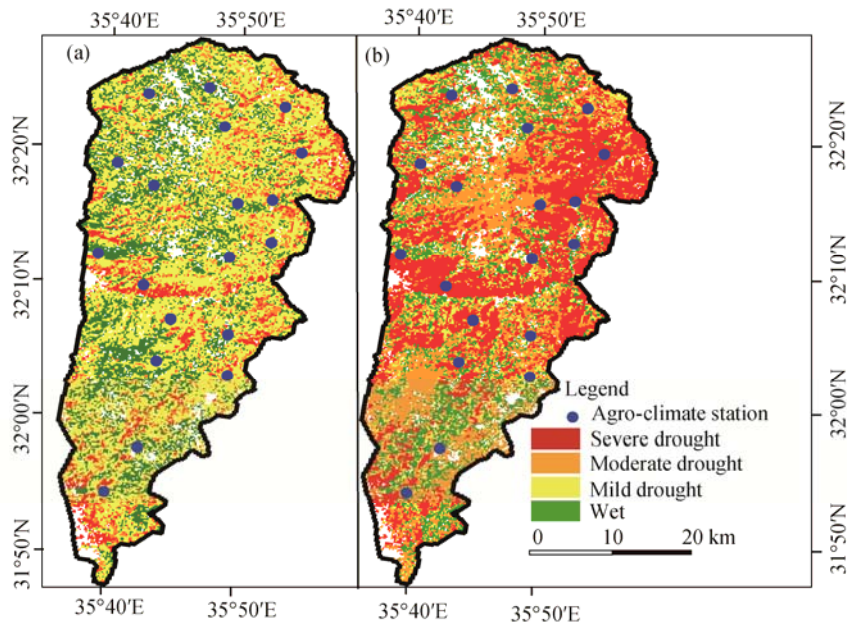 35°40′E 35°50′E 35°40′E 35°50′E
(a) (b)
32°20′N 32°20′N
32°10′N 32°10′N
32°00′N 32°00′N
31°50′N 31°50′N
Legend
Agro-climate station
Severe drought
Moderate drought
Mild drought
Wet
0 10 20 km
35°40′E 35°50′E 35°40′E 35°50′E